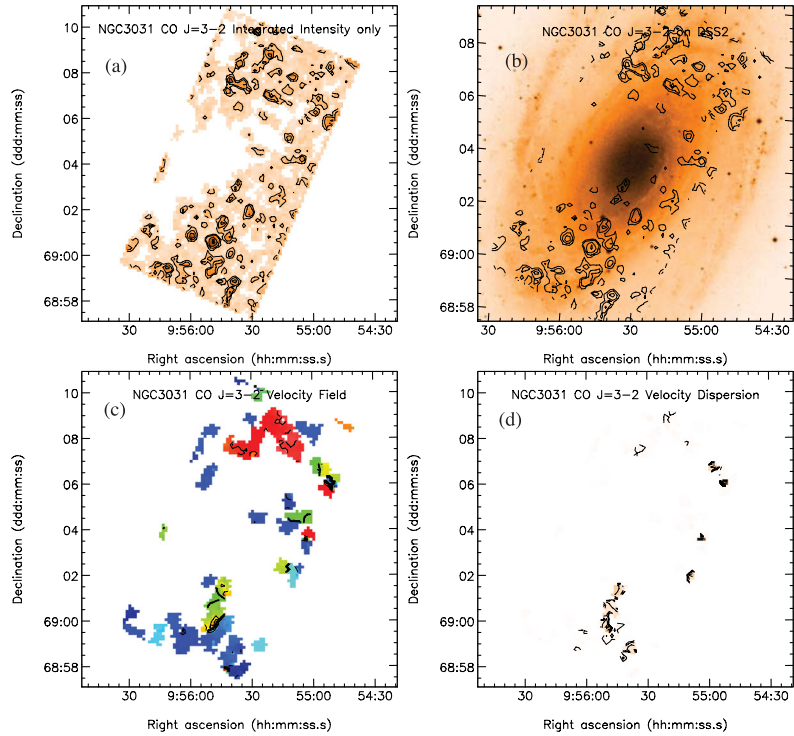 NGC3031 CO J=3-2 Integrated Intensity only
(a)
10
08
06
04
02
69:00
68:58
Declination (ddd:mm:ss)
30 9:56:00 30 55:00 54:30
Right ascension (hh:mm:ss.s)
NGC3031 CO J=3-2 on DSS2
(b)
08
06
04
02
69:00
68:58
Declination (ddd:mm:ss)
30 9:56:00 30 55:00 54:30
Right ascension (hh:mm:ss.s)
NGC3031 CO J=3-2 Velocity Field
(c)
10
08
06
04
02
69:00
68:58
Declination (ddd:mm:ss)
30 9:56:00 30 55:00 54:30
Right ascension (hh:mm:ss.s)
NGC3031 CO J=3-2 Velocity Dispersion
(d)
10
08
06
04
02
69:00
68:58
Declination (ddd:mm:ss)
30 9:56:00 30 55:00 54:30
Right ascension (hh:mm:ss.s)